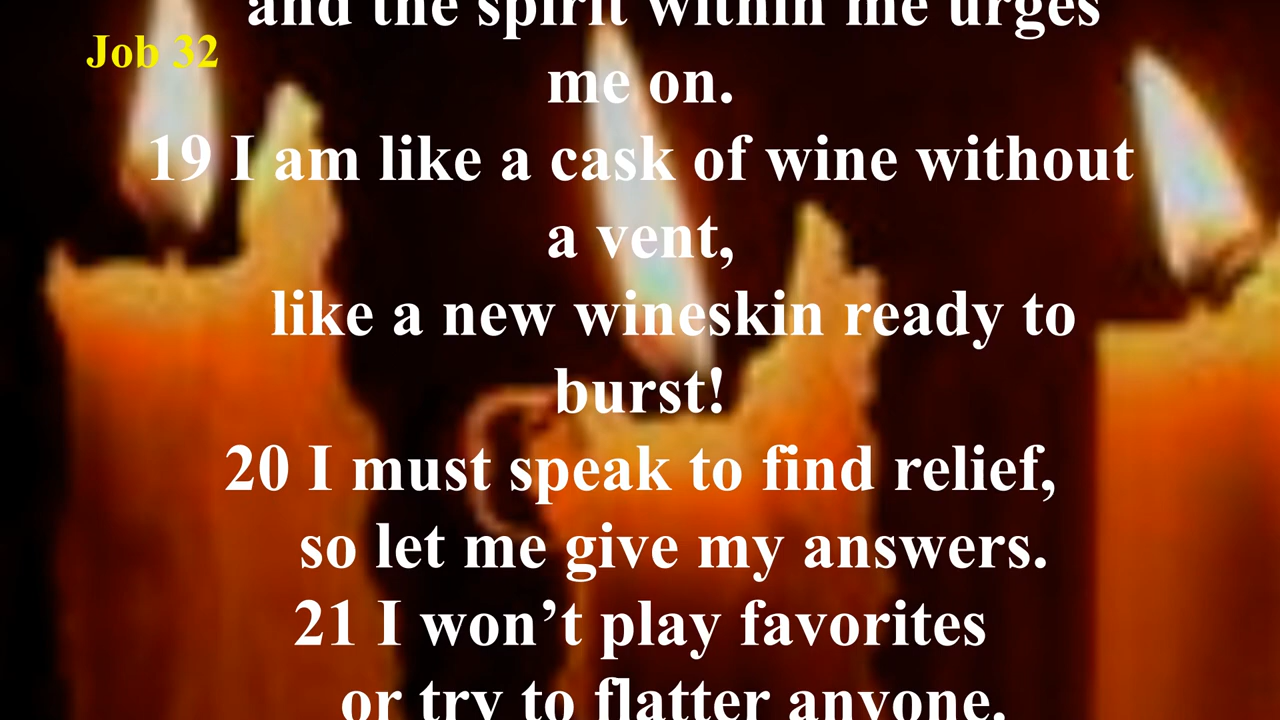 and the spirit within me urges
Job 32
me on.
19 I am like a cask of wine without
a vent,
like a new wineskin ready to
burst!
20 I must speak to find relief,
so let me give my answers.
21 I won’t play favorites
or try to flatter anyone.